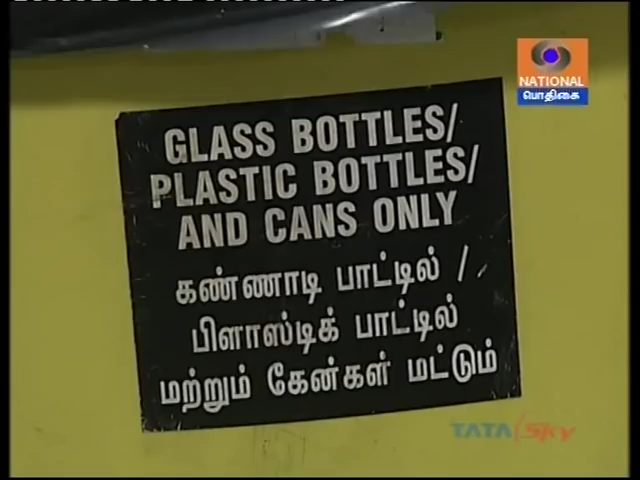 NATIONAL
பொதிகை
GLASS BOTTLES/
PLASTIC BOTTLES/
AND CANS ONLY
கண்ணாடி பாட்டில் /
பிளாஸ்டிக் பாட்டில்
மற்றும் கேன்கள் மட்டும்
TATA Sky